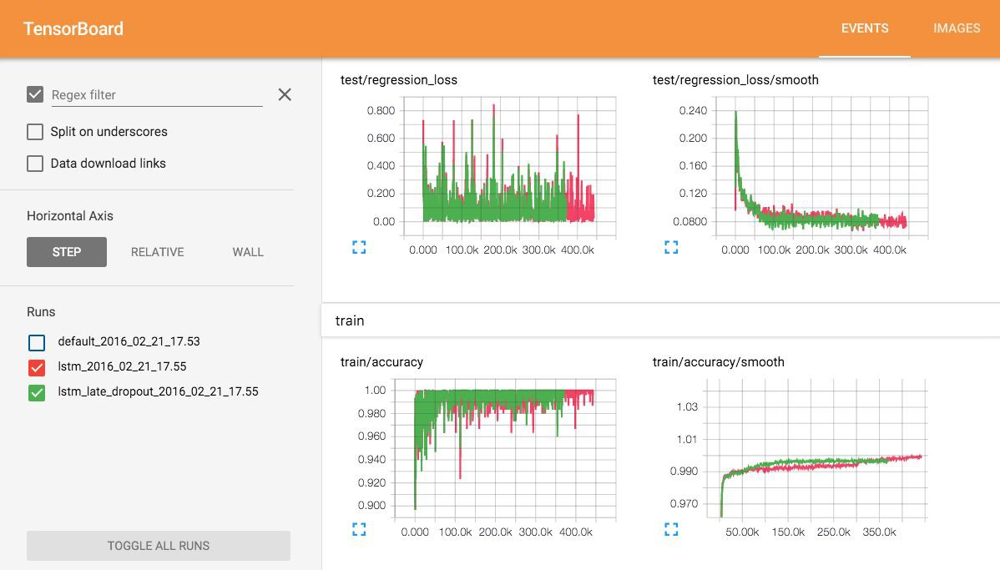 TensorBoard
EVENTS
IMAGES
Regex filter
Split on underscores
Data download links
Horizontal Axis
STEP
RELATIVE
WALL
Runs
default_2016_02_21_17.53
lstm_2016_02_21_17.55
lstm_late_dropout_2016_02_21_17.55
TOGGLE ALL RUNS
test/regression_loss
0.800
0.600
0.400
0.200
0.00
0.000 100.0k 200.0k 300.0k 400.0k
test/regression_loss/smooth
0.240
0.200
0.160
0.120
0.0800
0.000 100.0k 200.0k 300.0k 400.0k
train
train/accuracy
1.00
0.980
0.960
0.940
0.920
0.900
0.000 100.0k 200.0k 300.0k 400.0k
train/accuracy/smooth
1.03
1.01
0.990
0.970
50.00k 150.0k 250.0k 350.0k